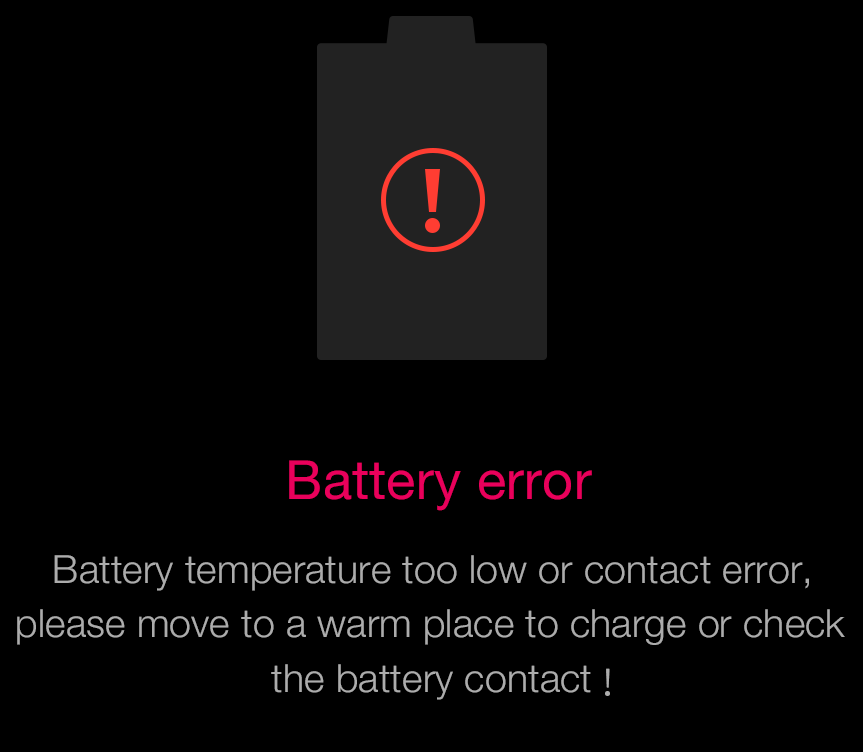 Battery error
Battery temperature too low or contact error,
please move to a warm place to charge or check
the battery contact！